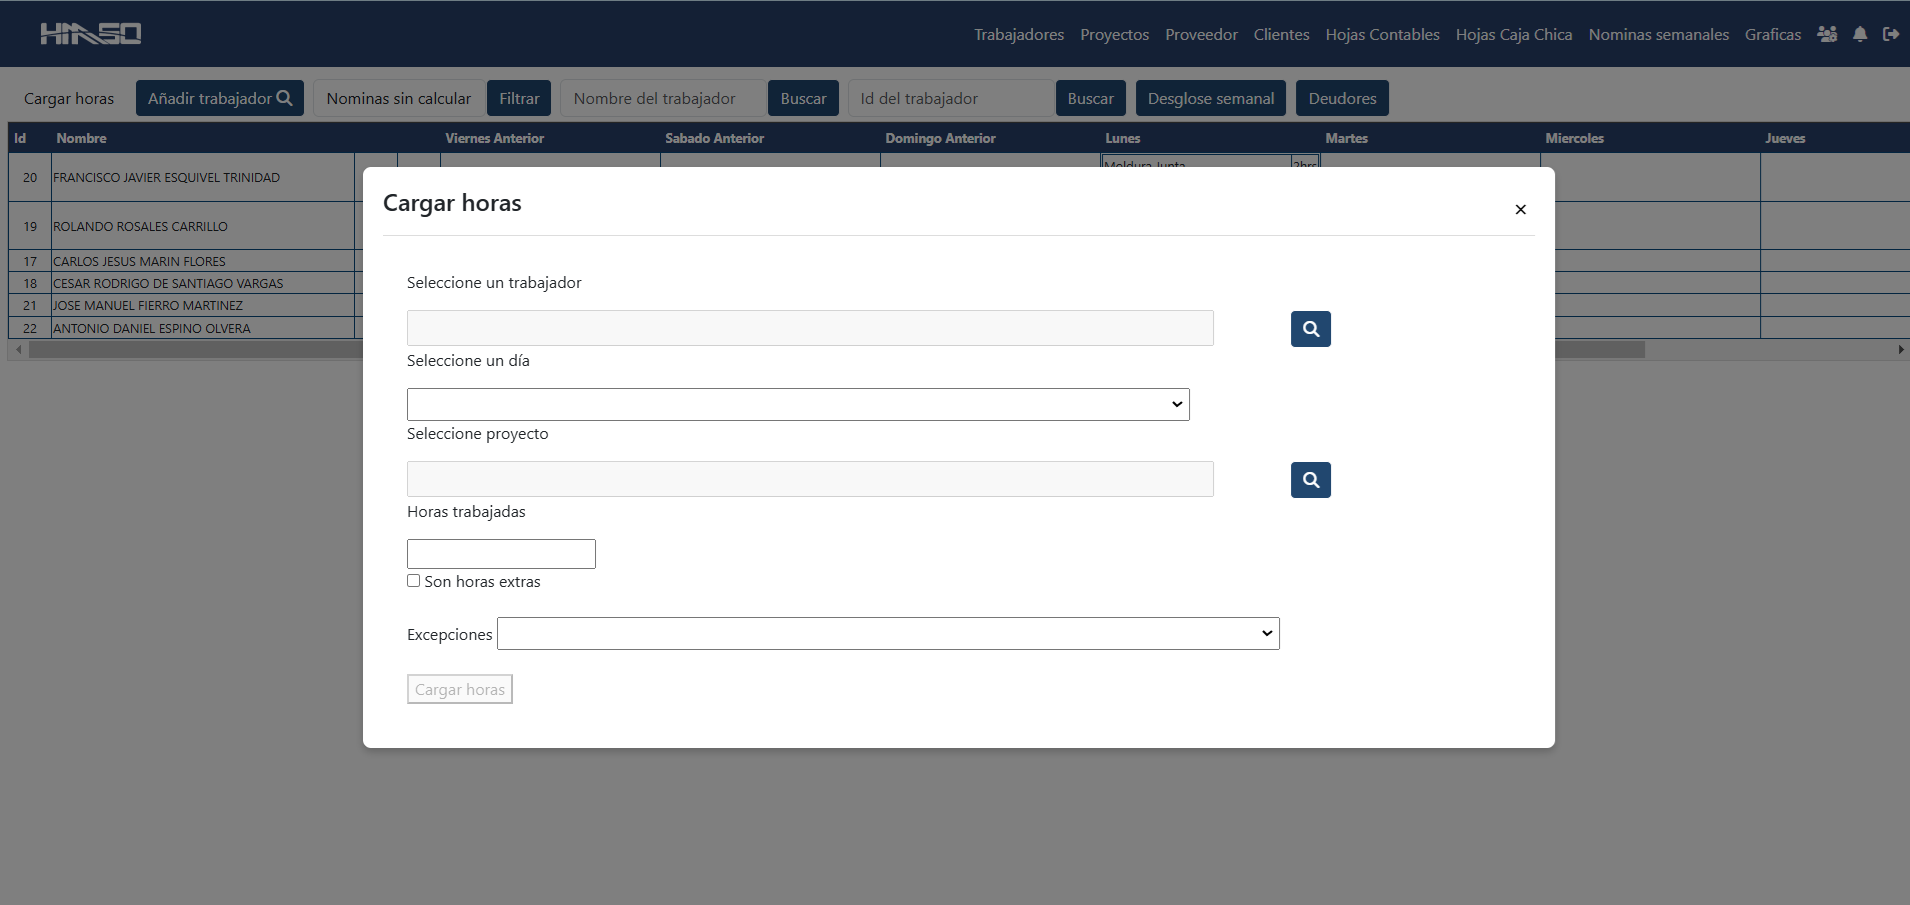 HIASO
Trabajadores Proyectos Proveedor Clientes Hojas Contables Hojas Caja Chica Nominas semanales Graficas
Cargar horas Añadir trabajador Nominas sin calcular Filtrar Nombre del trabajador Buscar Id del trabajador Buscar Desglose semanal Deudores
Id Nombre Viernes Anterior Sabado Anterior Domingo Anterior Lunes Martes Miercoles Jueves
Moldura Junta 2hrs
20 FRANCISCO JAVIER ESQUIVEL TRINIDAD
19 ROLANDO ROSALES CARRILLO
17 CARLOS JESUS MARIN FLORES
18 CESAR RODRIGO DE SANTIAGO VARGAS
21 JOSE MANUEL FIERRO MARTINEZ
22 ANTONIO DANIEL ESPINO OLVERA
Cargar horas
Seleccione un trabajador
Seleccione un día
Seleccione proyecto
Horas trabajadas
Son horas extras
Excepciones
Cargar horas